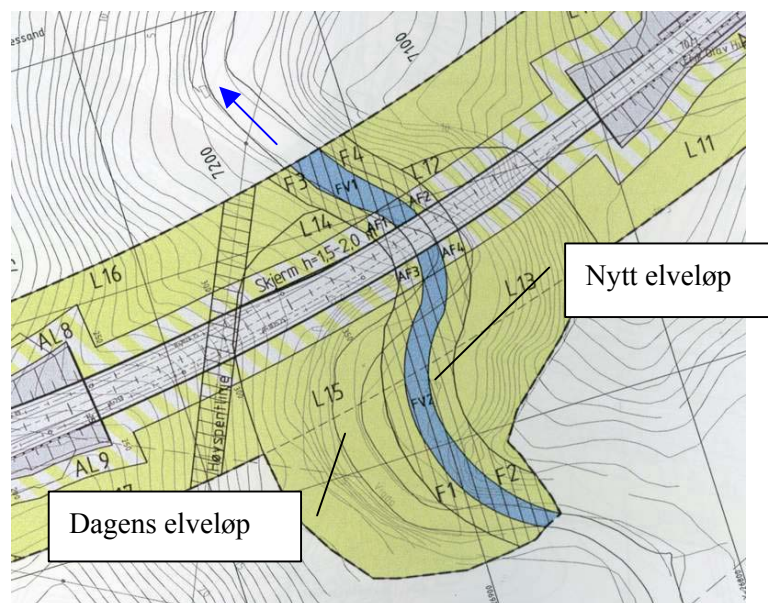 7100
7200
L12
F4
F3
FV1
AF2
AF1
L14
L11
L16
Skjerm h=1,5-2.0 m
AF4
AF3
L13
Nytt elveløp
AL8
L15
FV2
Høyspentlinje
AL9
F1
F2
Dagens elveløp